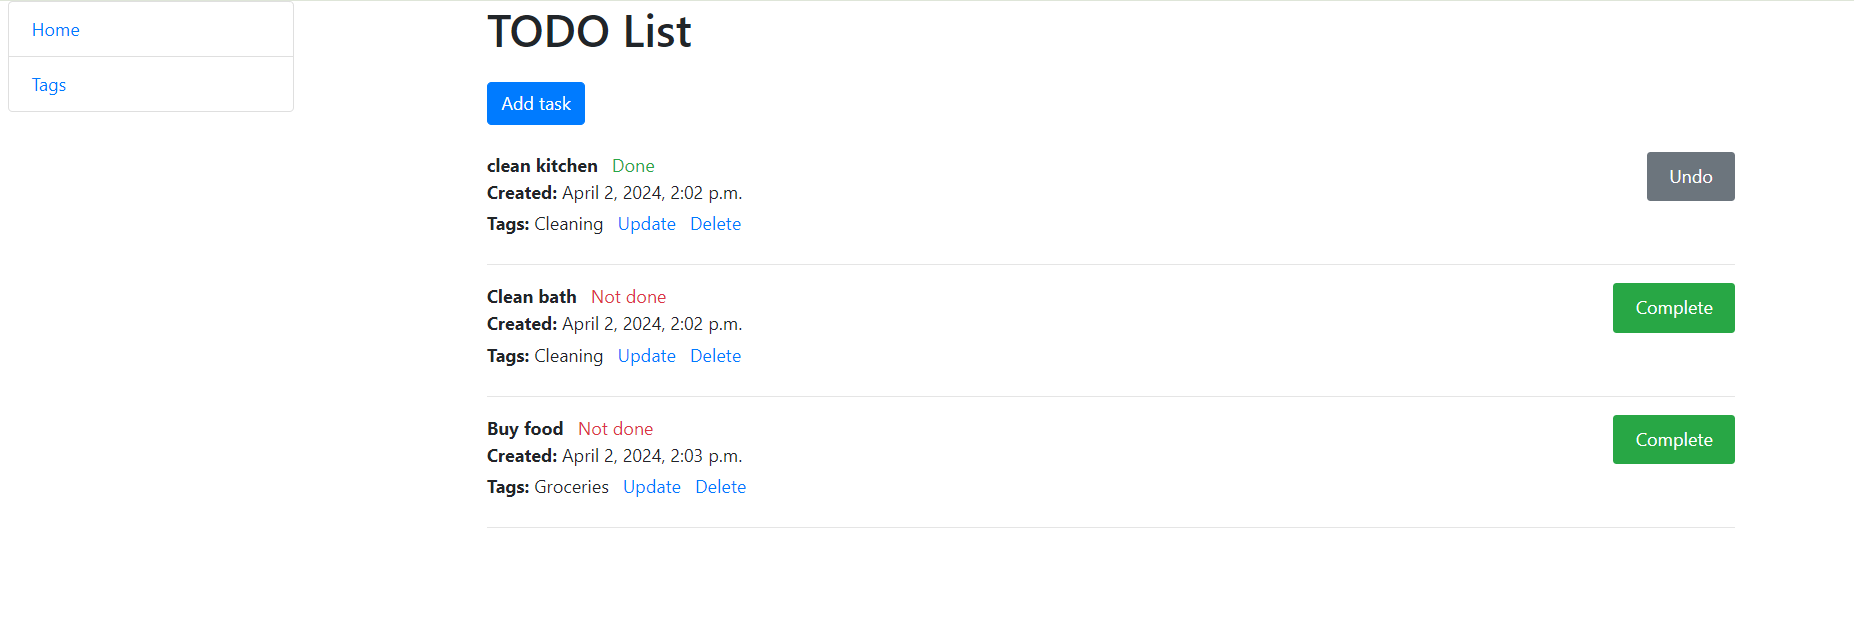 Home
Tags
TODO List
Add task
clean kitchen Done
Undo
Created: April 2, 2024, 2:02 p.m.
Tags: Cleaning Update Delete
Clean bath Not done
Complete
Created: April 2, 2024, 2:02 p.m.
Tags: Cleaning Update Delete
Buy food Not done
Complete
Created: April 2, 2024, 2:03 p.m.
Tags: Groceries Update Delete